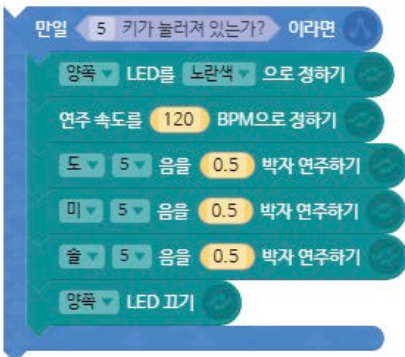 만일 5 키가 눌러져 있는가? 이라면
양쪽 LED를 노란색 으로 정하기
연주 속도를 120 BPM으로 정하기
도 5 음을 0.5 박자 연주하기
미 5 음을 0.5 박자 연주하기
솔 5 음을 0.5 박자 연주하기
양쪽 LED 끄기